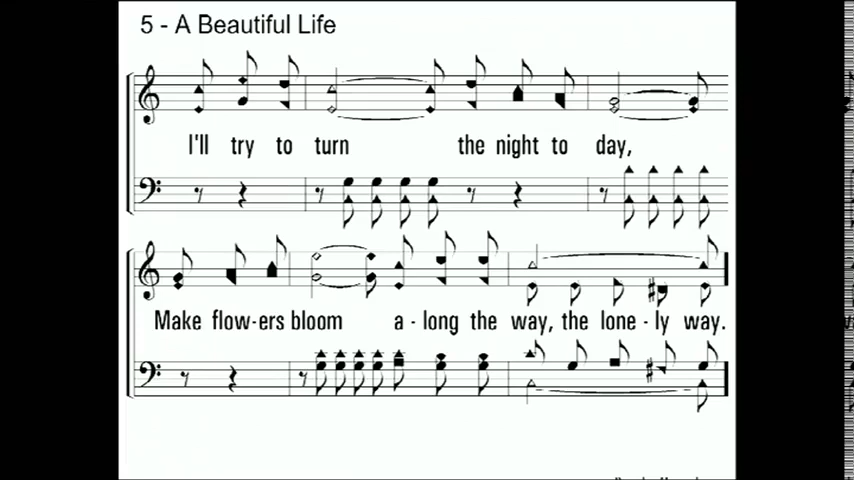 5 - A Beautiful Life
I'll try to turn the night to day,
Make flow-ers bloom a - long the way, the lone - ly way.